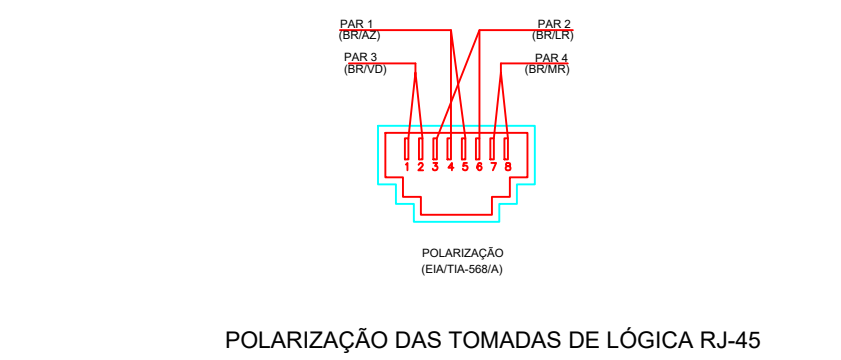 PAR 1
(BR/AZ)
PAR 2
(BR/LR)
PAR 3
(BR/VD)
PAR 4
(BR/MR)
1 2 3 4 5 6 7 8
POLARIZAÇÃO
(EIA/TIA-568/A)
POLARIZAÇÃO DAS TOMADAS DE LÓGICA RJ-45